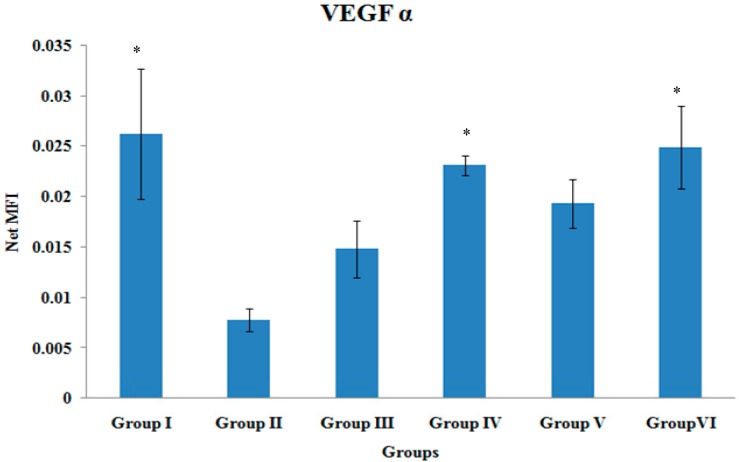 VEGF α
0.035
0.03
0.025
0.02
0.015
0.01
0.005
0
Net MFI
*
*
*
Group I
Group II
Group III
Group IV
Group V
GroupVI
Groups